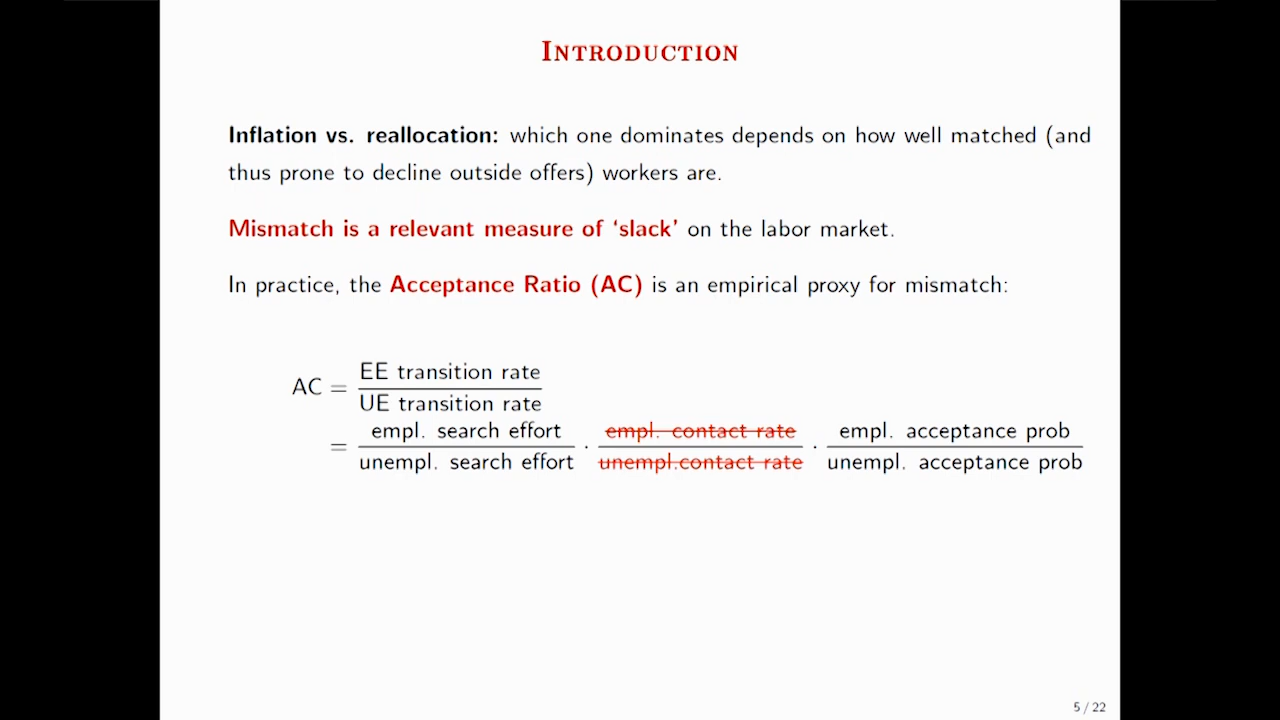 INTRODUCTION
Inflation vs. reallocation: which one dominates depends on how well matched (and
thus prone to decline outside offers) workers are.
Mismatch is a relevant measure of ‘slack’ on the labor market.
In practice, the Acceptance Ratio (AC) is an empirical proxy for mismatch:
AC = EE transition rate
UE transition rate
= empl. search effort · empl. contact rate · empl. acceptance prob
unempl. search effort unempl.contact rate unempl. acceptance prob
5 / 22